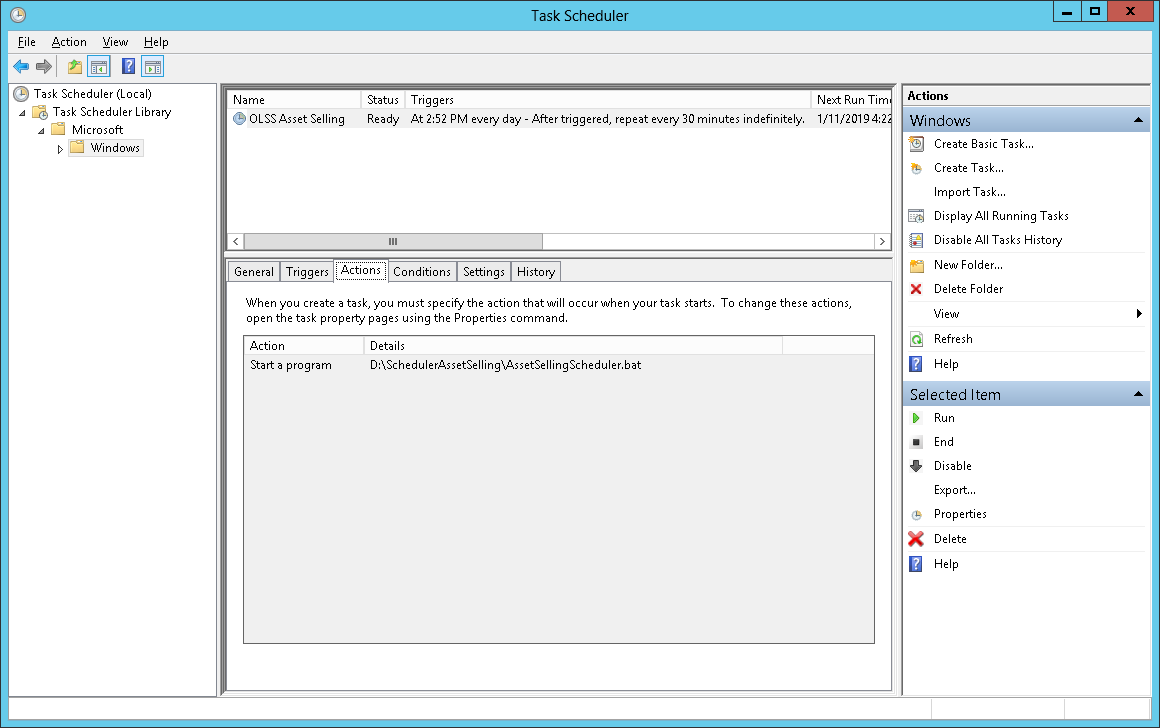 Task Scheduler
File Action View Help
Task Scheduler (Local)
Task Scheduler Library
Microsoft
Windows
Name Status Triggers Next Run Time
OLSS Asset Selling Ready At 2:52 PM every day - After triggered, repeat every 30 minutes indefinitely. 1/11/2019 4:22
General Triggers Actions Conditions Settings History
When you create a task, you must specify the action that will occur when your task starts. To change these actions,
open the task property pages using the Properties command.
Action Details
Start a program D:\SchedulerAssetSelling\AssetSellingScheduler.bat
Actions
Windows
Create Basic Task...
Create Task...
Import Task...
Display All Running Tasks
Disable All Tasks History
New Folder...
Delete Folder
View
Refresh
Help
Selected Item
Run
End
Disable
Export...
Properties
Delete
Help